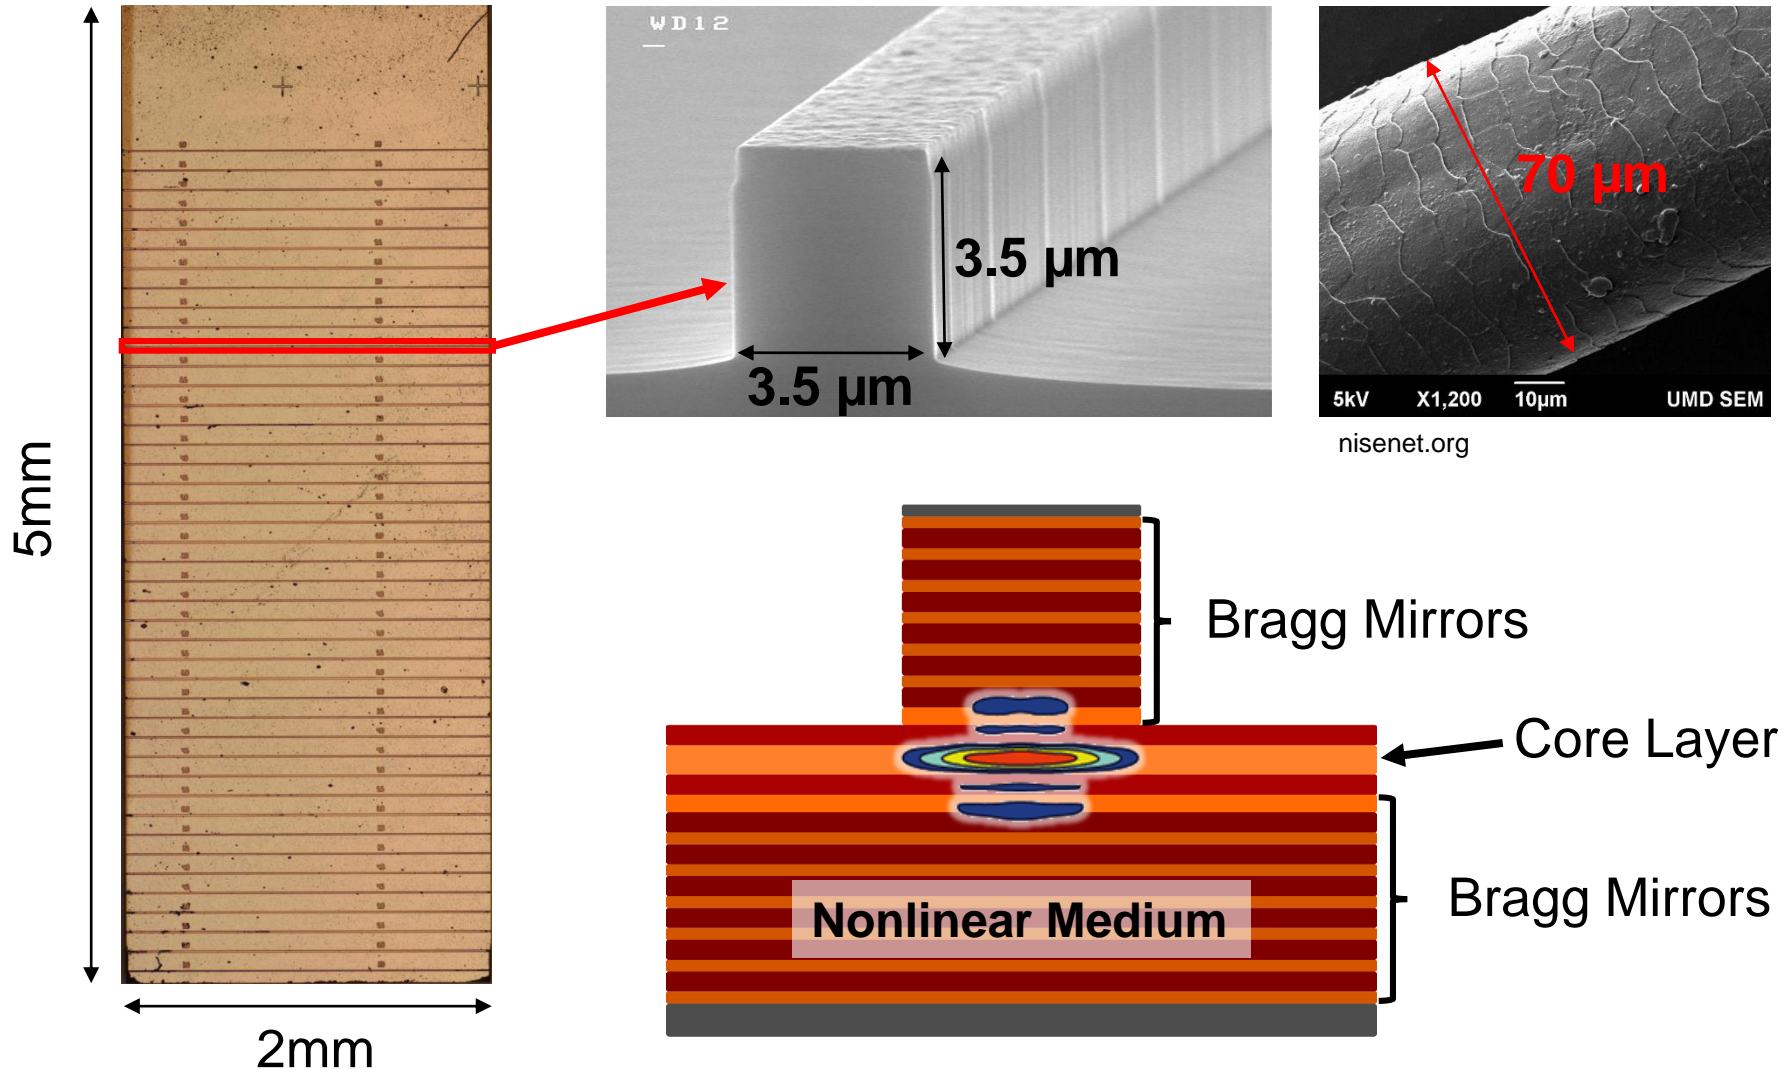 5mm
2mm
WD12
3.5 µm
3.5 µm
70 µm
5kV X1,200 10µm UMD SEM
nisenet.org
Bragg Mirrors
Core Layer
Bragg Mirrors
Nonlinear Medium